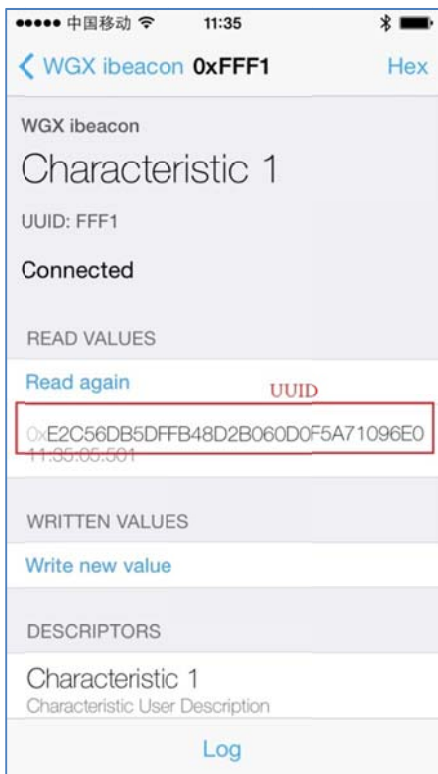 中国移动 11:35
WGX ibeacon 0xFFF1 Hex
WGX ibeacon
Characteristic 1
UUID: FFF1
Connected
READ VALUES
Read again
UUID
0xE2C56DB5DFFB48D2B060D0F5A71096E0
11:35:05.501
WRITTEN VALUES
Write new value
DESCRIPTORS
Characteristic 1
Characteristic User Description
Log